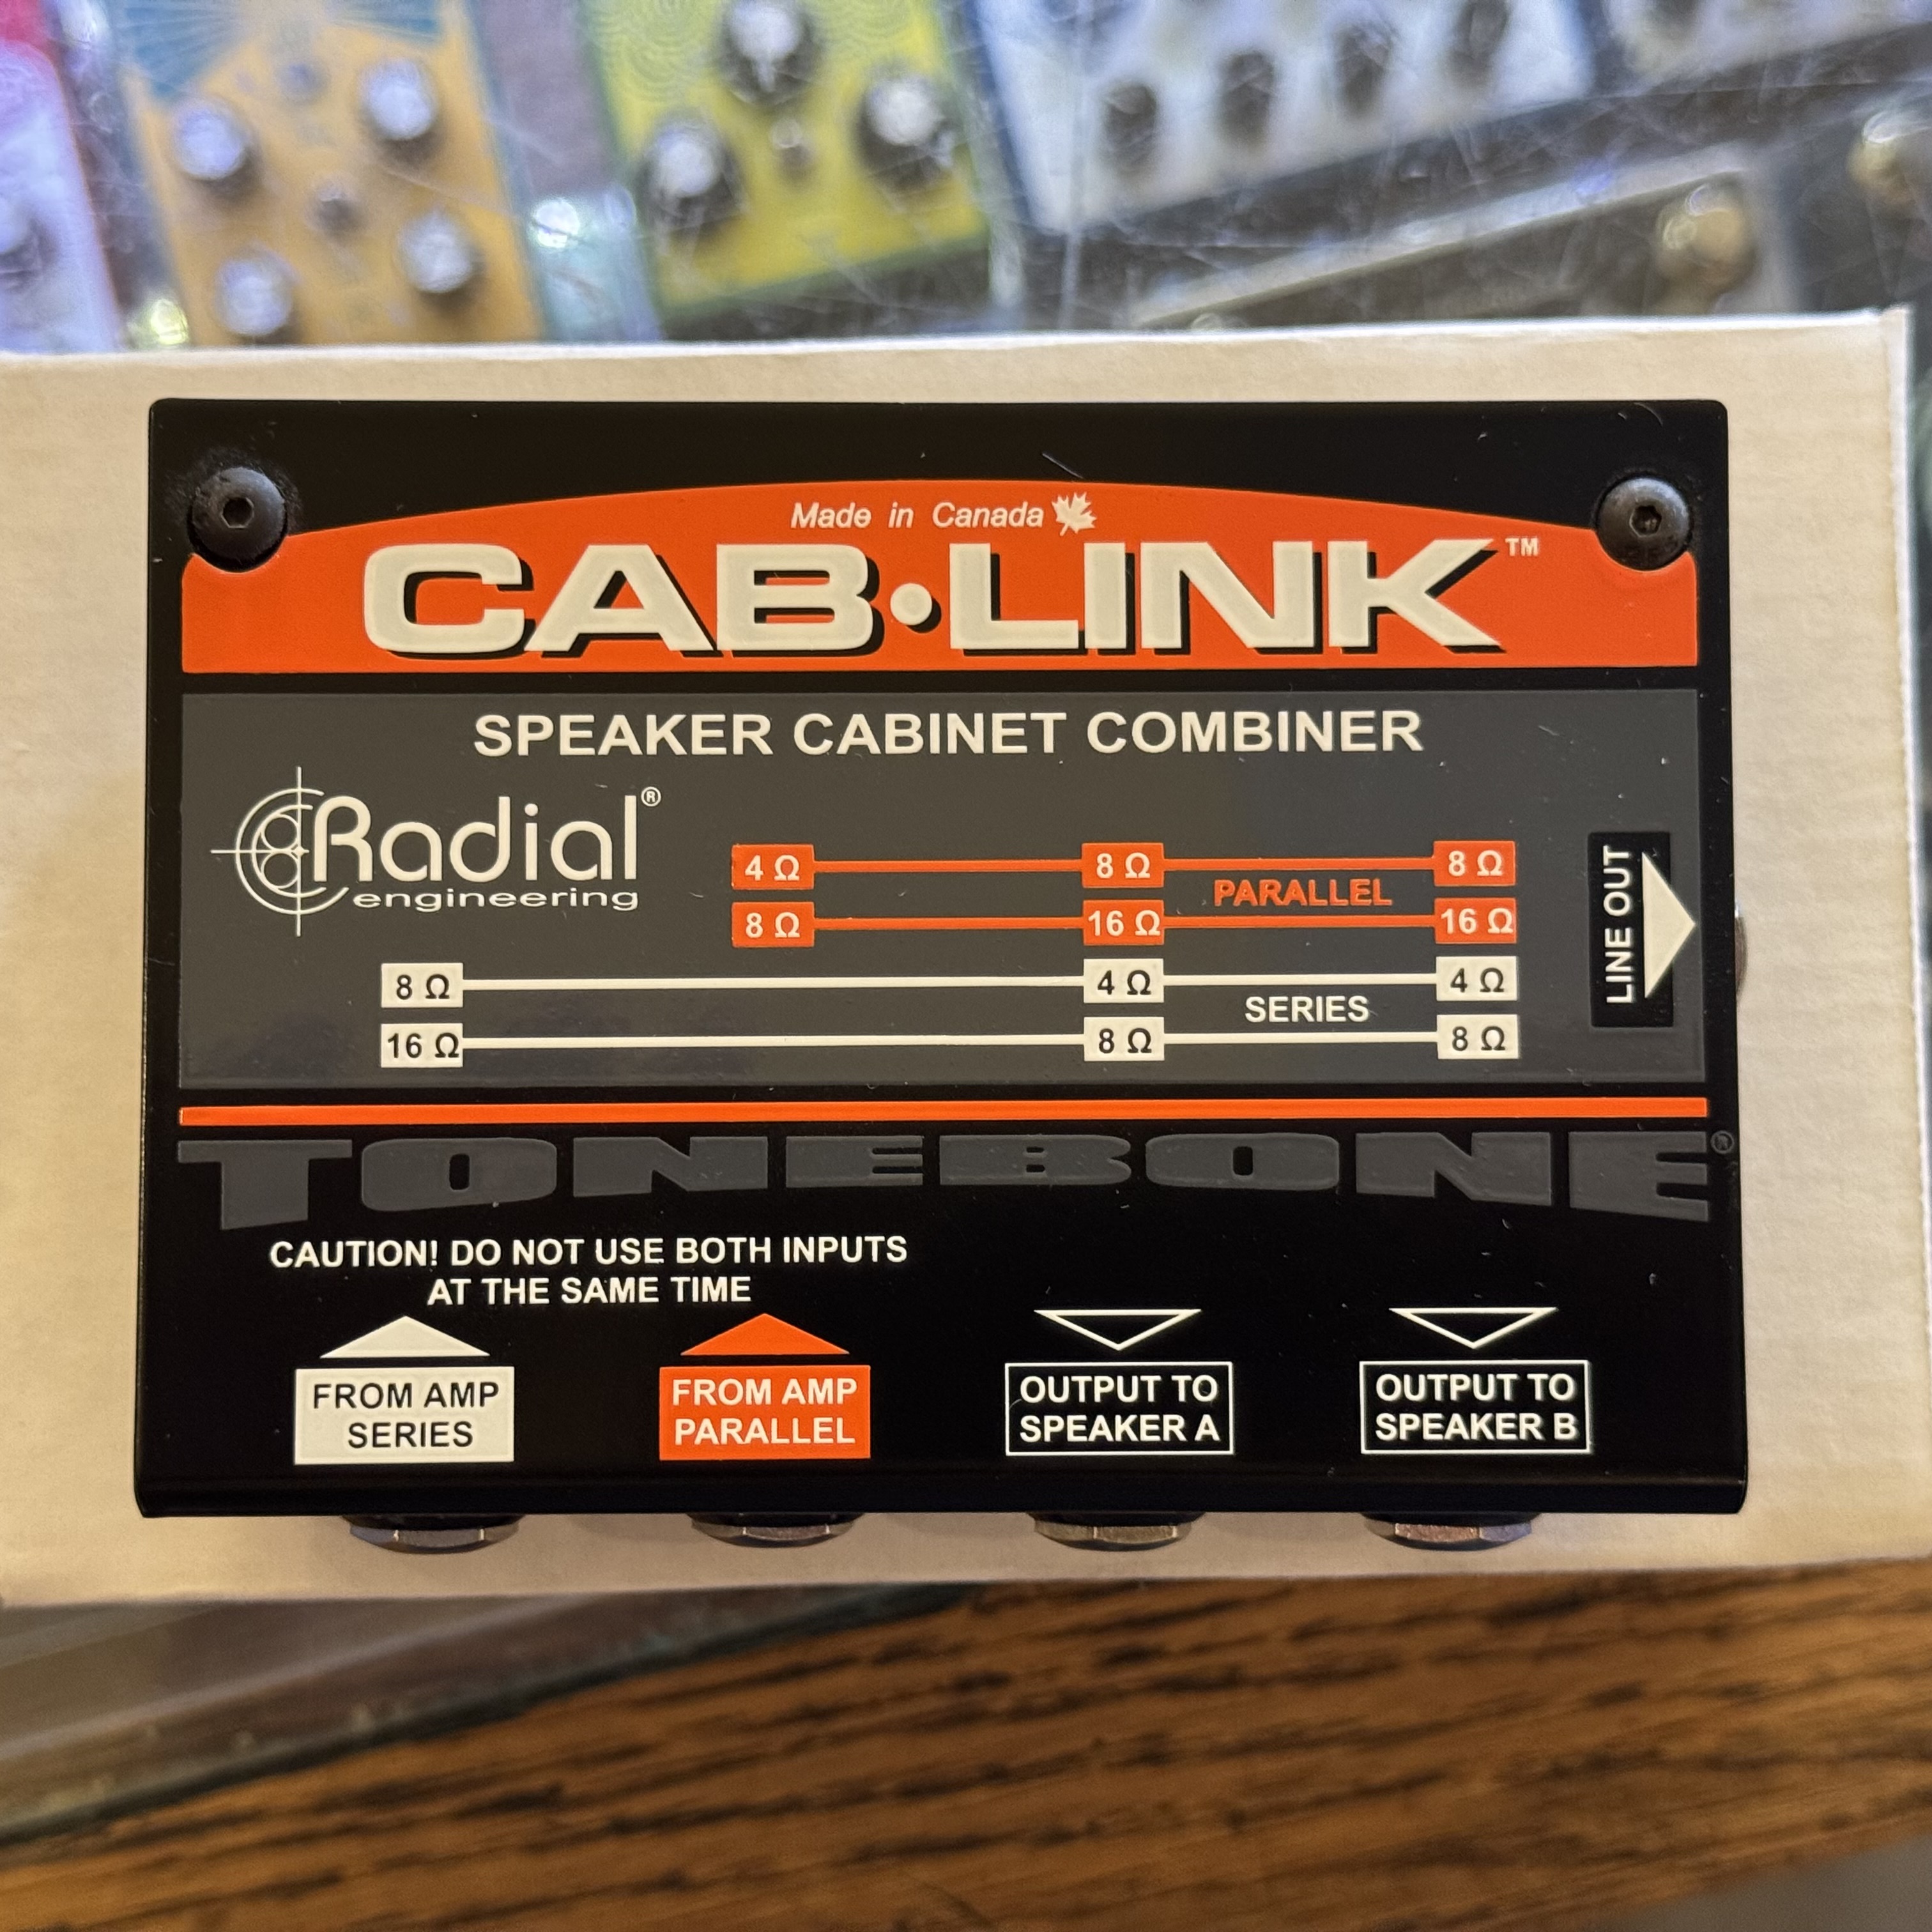 Made in Canada
CAB•LINK™
SPEAKER CABINET COMBINER
Radial®
engineering
4 Ω 8 Ω 8 Ω
PARALLEL
8 Ω 16 Ω 16 Ω
8 Ω 4 Ω 4 Ω
SERIES
16 Ω 8 Ω 8 Ω
LINE OUT
TONEBONE®
CAUTION! DO NOT USE BOTH INPUTS
AT THE SAME TIME
FROM AMP
SERIES
FROM AMP
PARALLEL
OUTPUT TO
SPEAKER A
OUTPUT TO
SPEAKER B